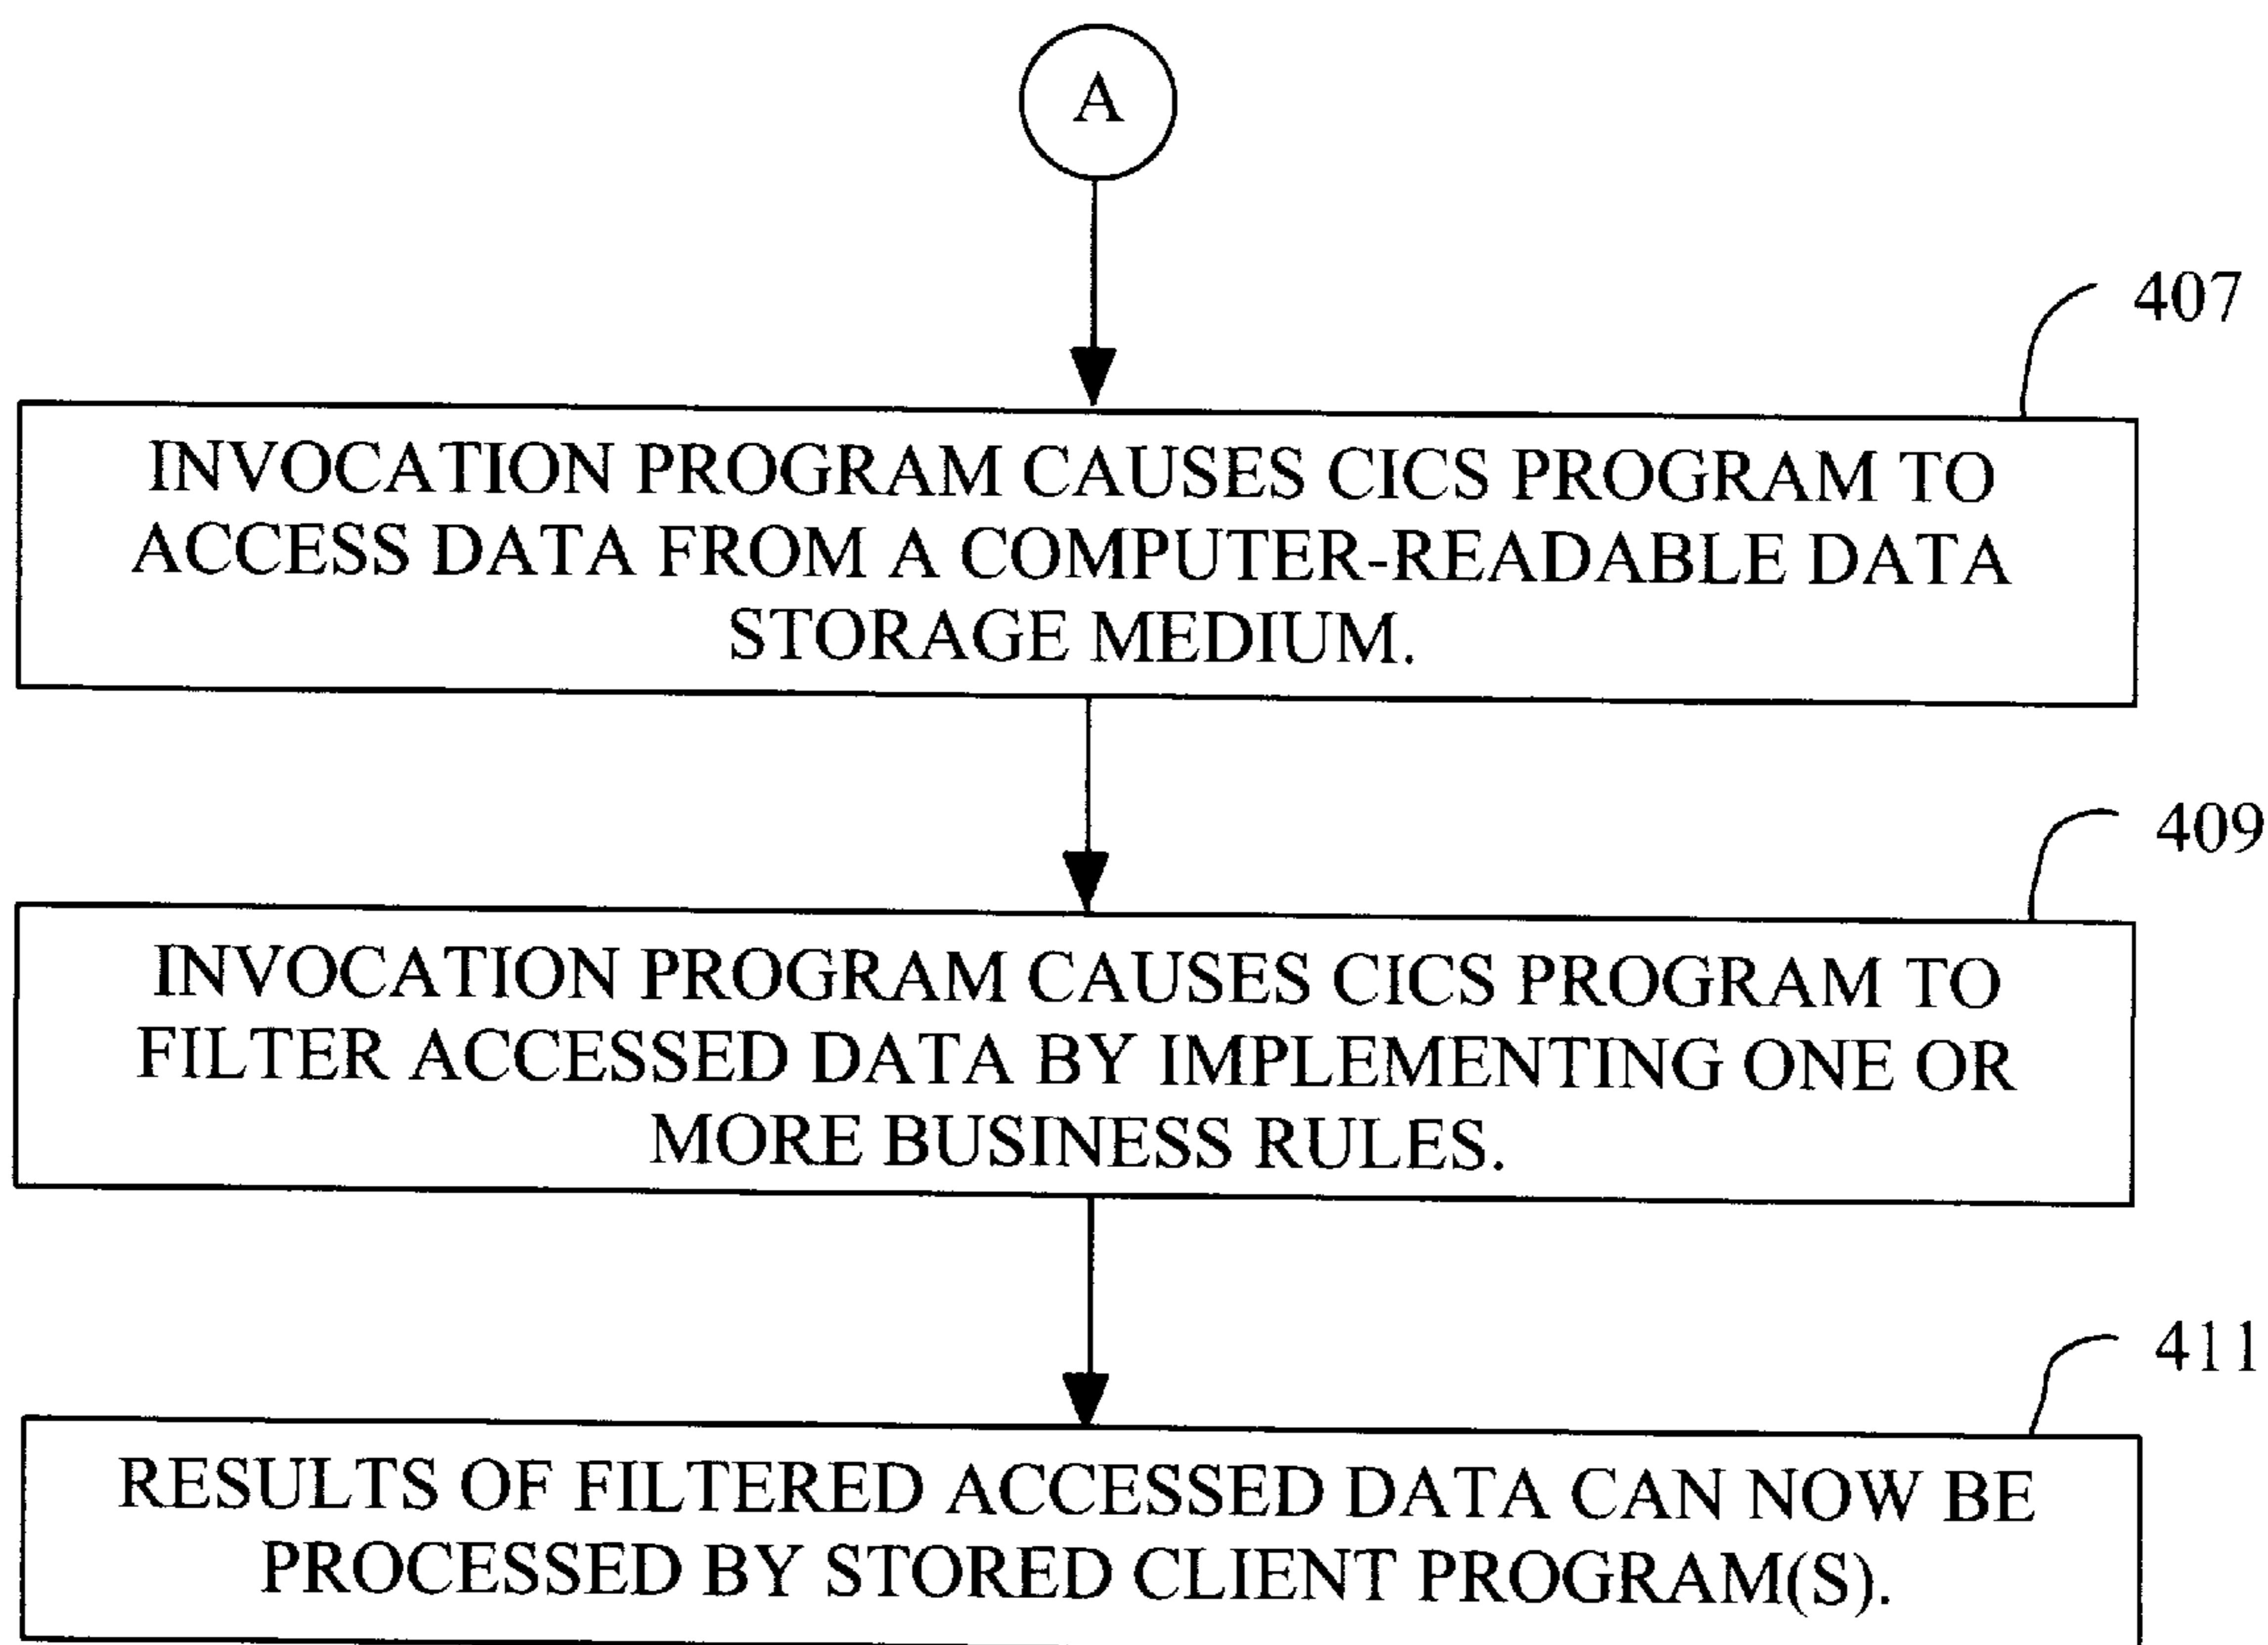 A
407
INVOCATION PROGRAM CAUSES CICS PROGRAM TO
ACCESS DATA FROM A COMPUTER-READABLE DATA
STORAGE MEDIUM.
409
INVOCATION PROGRAM CAUSES CICS PROGRAM TO
FILTER ACCESSED DATA BY IMPLEMENTING ONE OR
MORE BUSINESS RULES.
411
RESULTS OF FILTERED ACCESSED DATA CAN NOW BE
PROCESSED BY STORED CLIENT PROGRAM(S).